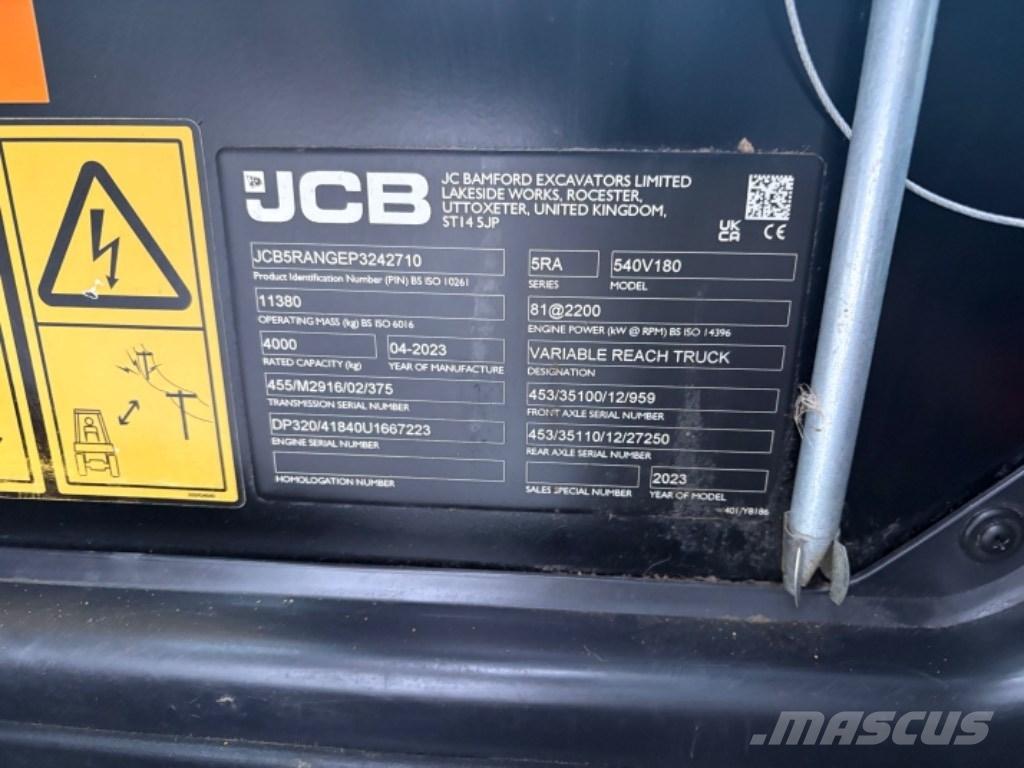 JCB
JC BAMFORD EXCAVATORS LIMITED
LAKESIDE WORKS, ROCESTER,
UTTOXETER, UNITED KINGDOM,
ST14 5JP
UK
CA CE
JCB5RANGEP3242710
Product Identification Number (PIN) BS ISO 10261
5RA 540V180
SERIES MODEL
11380
OPERATING MASS (kg) BS ISO 6016
81@2200
ENGINE POWER (kW @ RPM) BS ISO 14396
4000 04-2023
RATED CAPACITY (kg) YEAR OF MANUFACTURE
VARIABLE REACH TRUCK
DESIGNATION
455/M2916/02/375
TRANSMISSION SERIAL NUMBER
453/35100/12/959
FRONT AXLE SERIAL NUMBER
DP320/41840U1667223
ENGINE SERIAL NUMBER
453/35110/12/27250
REAR AXLE SERIAL NUMBER
HOMOLOGATION NUMBER
2023
SALES SPECIAL NUMBER YEAR OF MODEL
401/Y8186
MASCUS